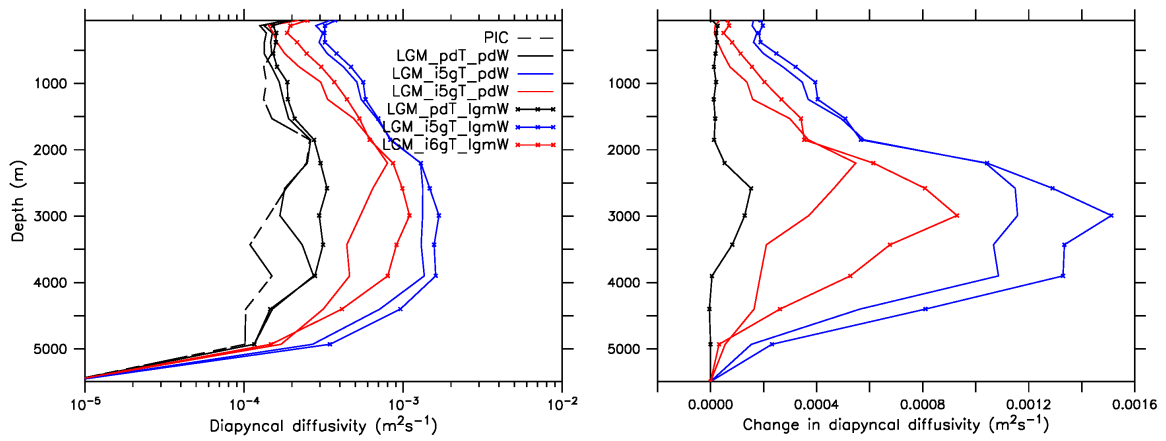 PIC
LGM_pdT_pdW
LGM_i5gT_pdW
LGM_i5gT_pdW
LGM_pdT_lgmW
LGM_i5gT_lgmW
LGM_i6gT_lgmW
Depth (m)
1000
2000
3000
4000
5000
10⁻⁵ 10⁻⁴ 10⁻³ 10⁻²
Diapyncal diffusivity (m²s⁻¹)
1000
2000
3000
4000
5000
0.0000 0.0004 0.0008 0.0012 0.0016
Change in diapyncal diffusivity (m²s⁻¹)